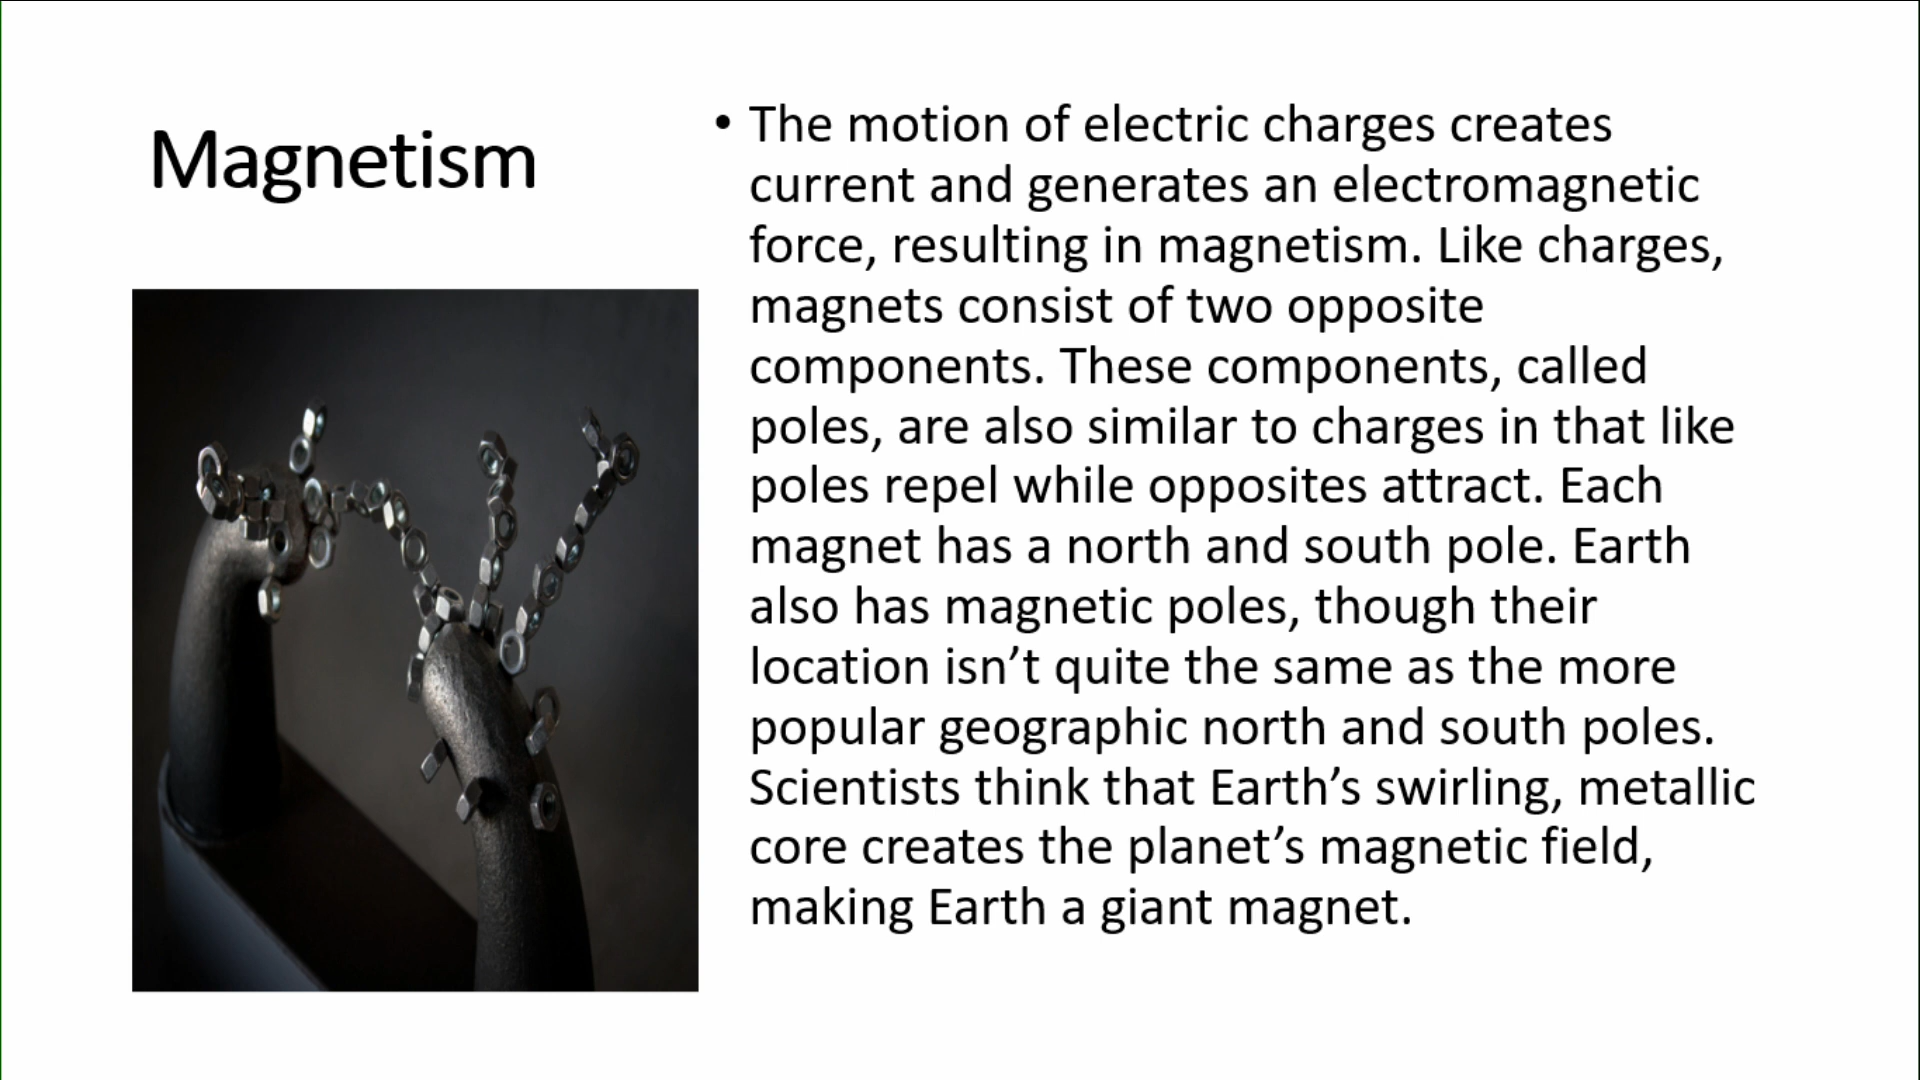 Magnetism
• The motion of electric charges creates
current and generates an electromagnetic
force, resulting in magnetism. Like charges,
magnets consist of two opposite
components. These components, called
poles, are also similar to charges in that like
poles repel while opposites attract. Each
magnet has a north and south pole. Earth
also has magnetic poles, though their
location isn’t quite the same as the more
popular geographic north and south poles.
Scientists think that Earth’s swirling, metallic
core creates the planet’s magnetic field,
making Earth a giant magnet.